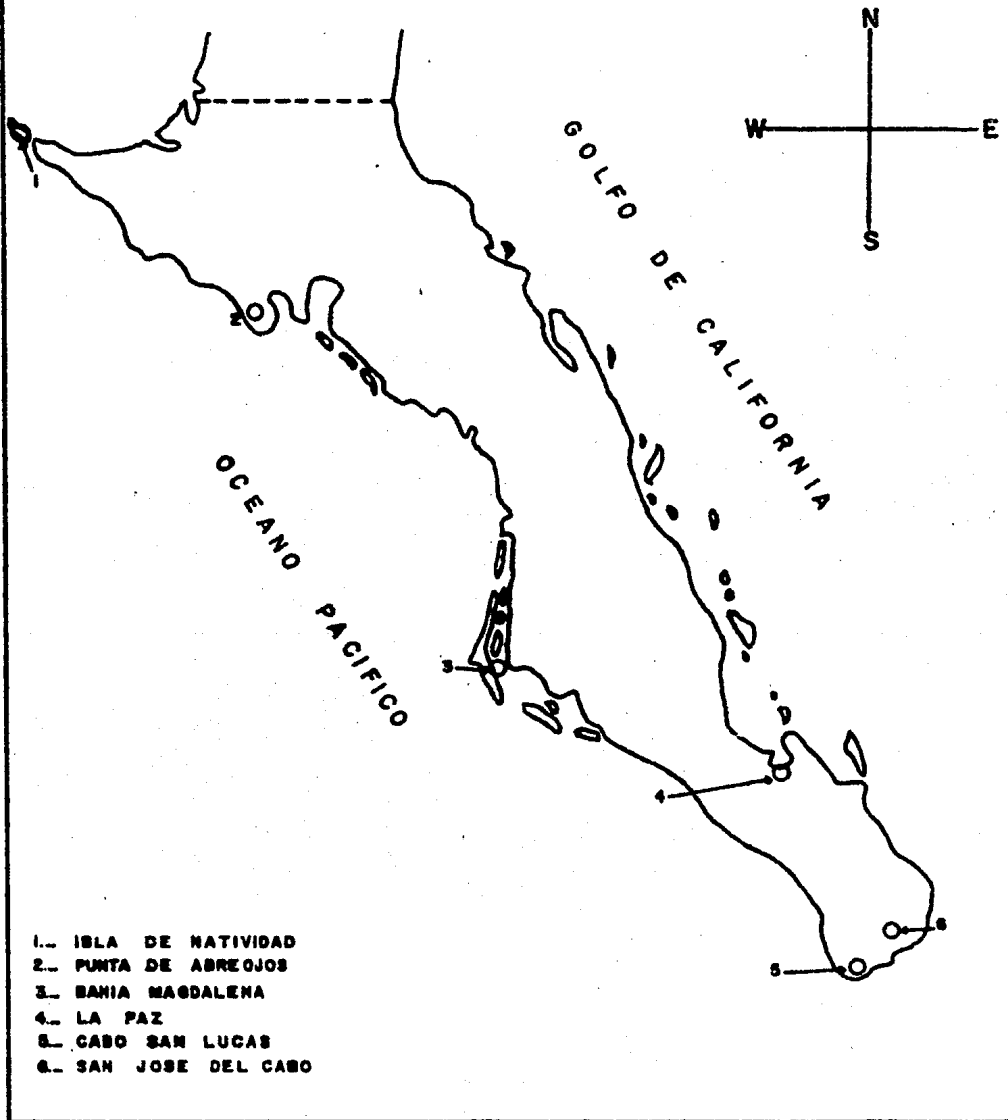 N
W E
S
GOLFO DE CALIFORNIA
1
2
OCEANO PACIFICO
3
4
6
5
1._ ISLA DE NATIVIDAD
2._ PUNTA DE ABREOJOS
3._ BAHIA MAGDALENA
4._ LA PAZ
5._ CABO SAN LUCAS
6._ SAN JOSE DEL CABO